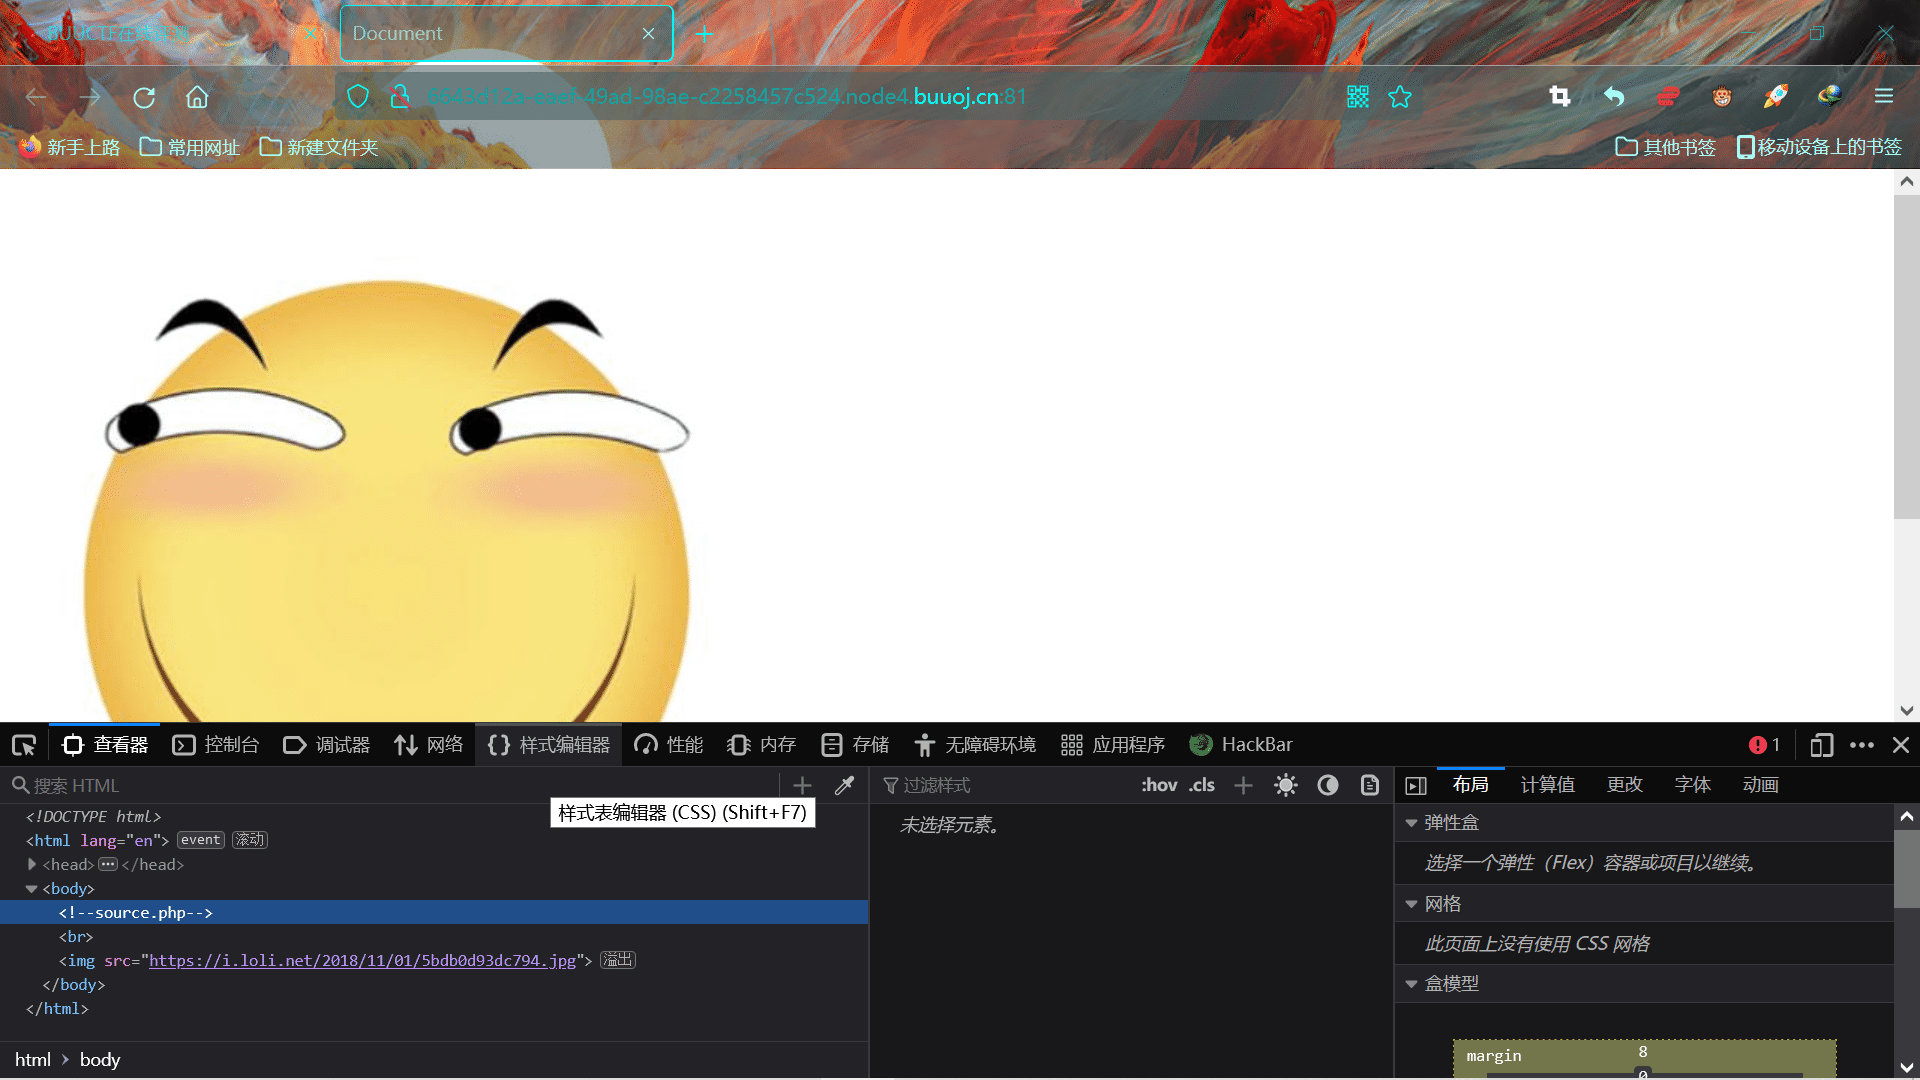 BUUCTF在线评测
Document
6643d12a-eeef-49ad-98ae-c2258457c524.node4.buuoj.cn:81
新手上路
常用网址
新建文件夹
其他书签
移动设备上的书签
查看器
控制台
调试器
网络
样式编辑器
性能
内存
存储
无障碍环境
应用程序
HackBar
1
搜索 HTML
过滤样式
:hov .cls
布局
计算值
更改
字体
动画
样式表编辑器 (CSS) (Shift+F7)
<!DOCTYPE html>
<html lang="en"> event 滚动
<head> ••• </head>
<body>
<!--source.php-->
<br>
<img src="https://i.loli.net/2018/11/01/5bdb0d93dc794.jpg"> 溢出
</body>
</html>
html › body
未选择元素。
弹性盒
选择一个弹性（Flex）容器或项目以继续。
网格
此页面上没有使用 CSS 网格
盒模型
margin
8
0